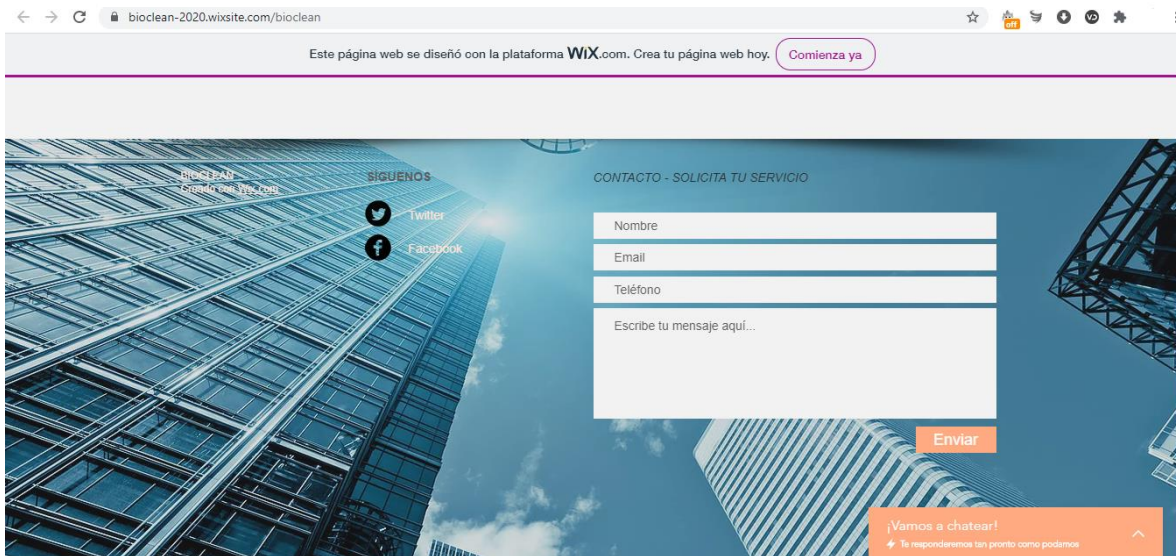 bioclean-2020.wixsite.com/bioclean
off
Este página web se diseñó con la plataforma WiX.com. Crea tu página web hoy. Comienza ya
BIOCLEAN
Creado con Wix.com
SÍGUENOS
Twitter
Facebook
CONTACTO - SOLICITA TU SERVICIO
Nombre
Email
Teléfono
Escribe tu mensaje aquí...
Enviar
¡Vamos a chatear!
Te responderemos tan pronto como podamos